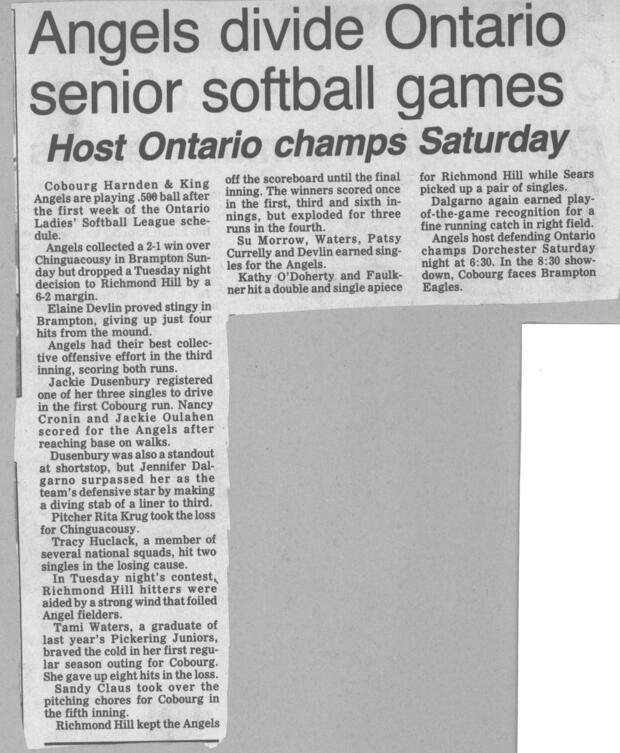 Angels divide Ontario
senior softball games
Host Ontario champs Saturday
Cobourg Harnden & King
Angels are playing .500 ball after
the first week of the Ontario
Ladies' Softball League sche-
dule.
Angels collected a 2-1 win over
Chinguacousy in Brampton Sun-
day but dropped a Tuesday night
decision to Richmond Hill by a
6-2 margin.
Elaine Devlin proved stingy in
Brampton, giving up just four
hits from the mound.
Angels had their best collec-
tive offensive effort in the third
inning, scoring both runs.
Jackie Dusenbury registered
one of her three singles to drive
in the first Cobourg run. Nancy
Cronin and Jackie Oulahen
scored for the Angels after
reaching base on walks.
Dusenbury was also a standout
at shortstop, but Jennifer Dal-
garno surpassed her as the
team's defensive star by making
a diving stab of a liner to third.
Pitcher Rita Krug took the loss
for Chinguacousy.
Tracy Huclack, a member of
several national squads, hit two
singles in the losing cause.
In Tuesday night's contest,
Richmond Hill hitters were
aided by a strong wind that foiled
Angel fielders.
Tami Waters, a graduate of
last year's Pickering Juniors,
braved the cold in her first regu-
lar season outing for Cobourg.
She gave up eight hits in the loss.
Sandy Claus took over the
pitching chores for Cobourg in
the fifth inning.
Richmond Hill kept the Angels
off the scoreboard until the final
inning. The winners scored once
in the first, third and sixth in-
nings, but exploded for three
runs in the fourth.
Su Morrow, Waters, Patsy
Currelly and Devlin earned sing-
les for the Angels.
Kathy O'Doherty and Faulk-
ner hit a double and single apiece
for Richmond Hill while Sears
picked up a pair of singles.
Dalgarno again earned play-
of-the-game recognition for a
fine running catch in right field.
Angels host defending Ontario
champs Dorchester Saturday
night at 6:30. In the 8:30 show-
down, Cobourg faces Brampton
Eagles.